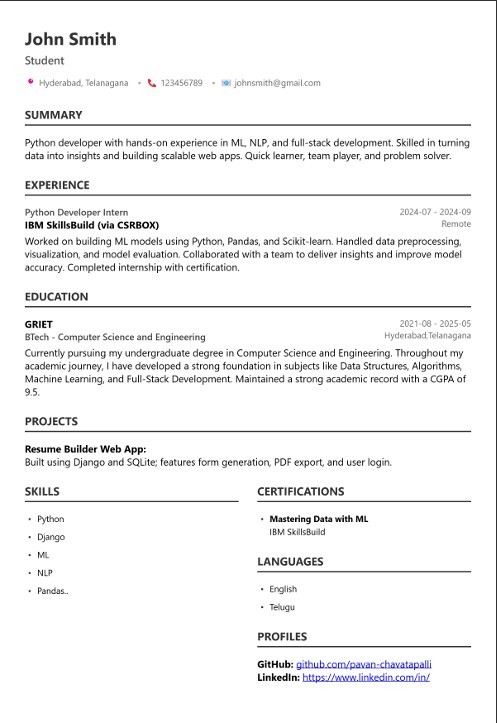 John Smith
Student
Hyderabad, Telanagana • 123456789 • johnsmith@gmail.com
SUMMARY
Python developer with hands-on experience in ML, NLP, and full-stack development. Skilled in turning
data into insights and building scalable web apps. Quick learner, team player, and problem solver.
EXPERIENCE
Python Developer Intern 2024-07 - 2024-09
IBM SkillsBuild (via CSRBOX) Remote
Worked on building ML models using Python, Pandas, and Scikit-learn. Handled data preprocessing,
visualization, and model evaluation. Collaborated with a team to deliver insights and improve model
accuracy. Completed internship with certification.
EDUCATION
GRIET 2021-08 - 2025-05
BTech - Computer Science and Engineering Hyderabad,Telanagana
Currently pursuing my undergraduate degree in Computer Science and Engineering. Throughout my
academic journey, I have developed a strong foundation in subjects like Data Structures, Algorithms,
Machine Learning, and Full-Stack Development. Maintained a strong academic record with a CGPA of
9.5.
PROJECTS
Resume Builder Web App:
Built using Django and SQLite; features form generation, PDF export, and user login.
SKILLS
• Python
• Django
• ML
• NLP
• Pandas..
CERTIFICATIONS
• Mastering Data with ML
IBM SkillsBuild
LANGUAGES
• English
• Telugu
PROFILES
GitHub: github.com/pavan-chavatapalli
LinkedIn: https://www.linkedin.com/in/